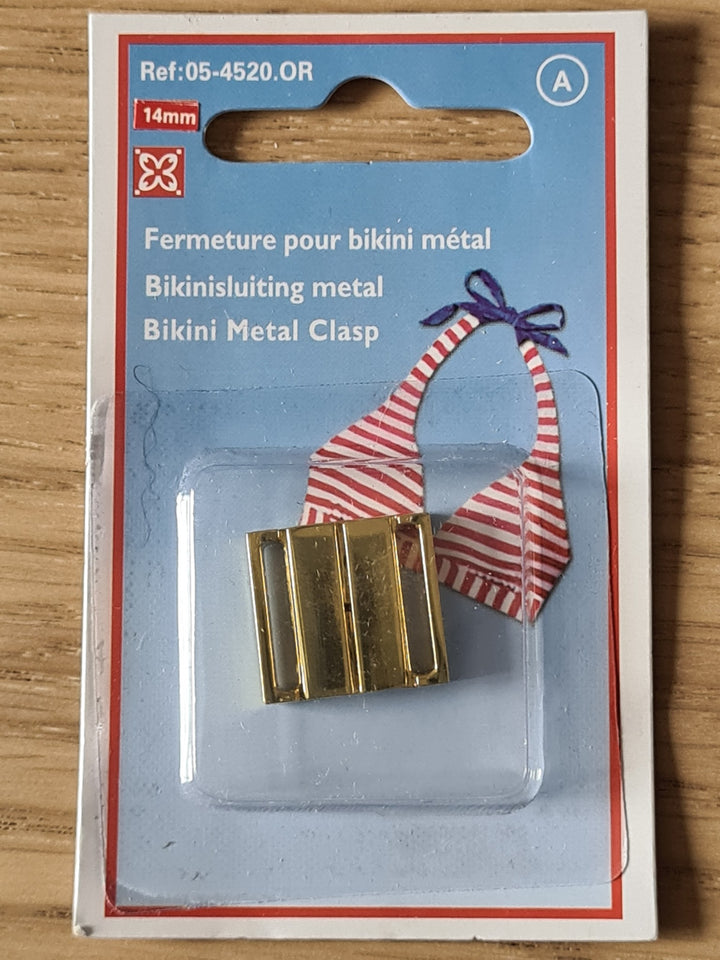 Ref:05-4520.OR
A
14mm
Fermeture pour bikini métal
Bikinisluiting metal
Bikini Metal Clasp